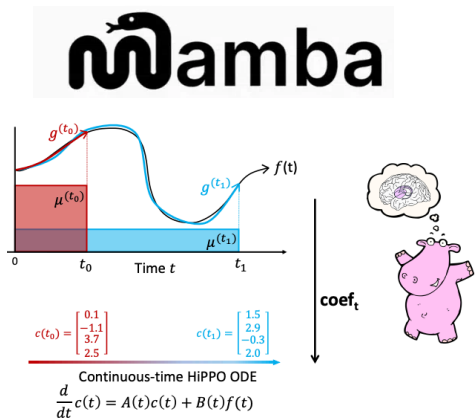 Mamba
g^(t₀)
f(t)
g^(t₁)
μ^(t₀)
μ^(t₁)
0
t₀
Time t
t₁
coef_t
c(t₀) = [0.1 −1.1 3.7 2.5]
c(t₁) = [1.5 2.9 −0.3 2.0]
Continuous-time HiPPO ODE
d/dt c(t) = A(t)c(t) + B(t)f(t)